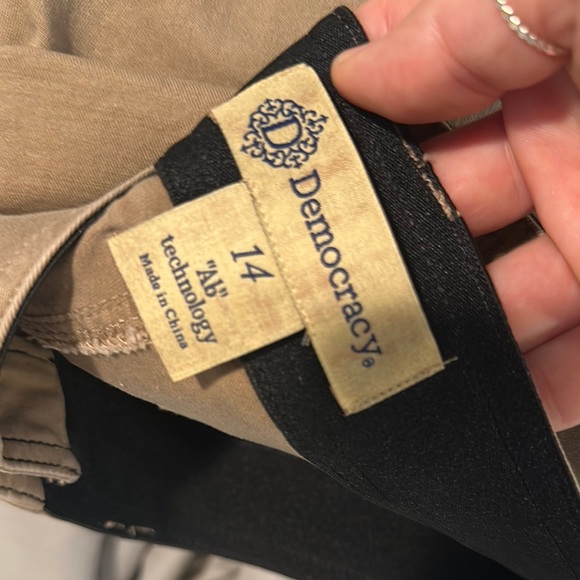 D
Democracy®
14
"Ab"
technology
Made in China